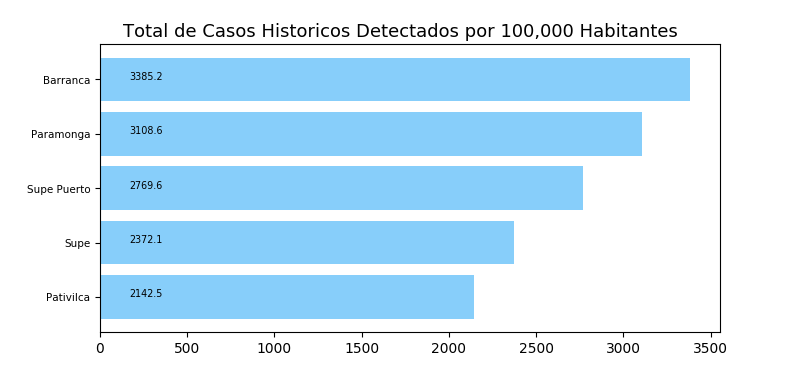 Total de Casos Historicos Detectados por 100,000 Habitantes
Barranca 3385.2
Paramonga 3108.6
Supe Puerto 2769.6
Supe 2372.1
Pativilca 2142.5
0 500 1000 1500 2000 2500 3000 3500